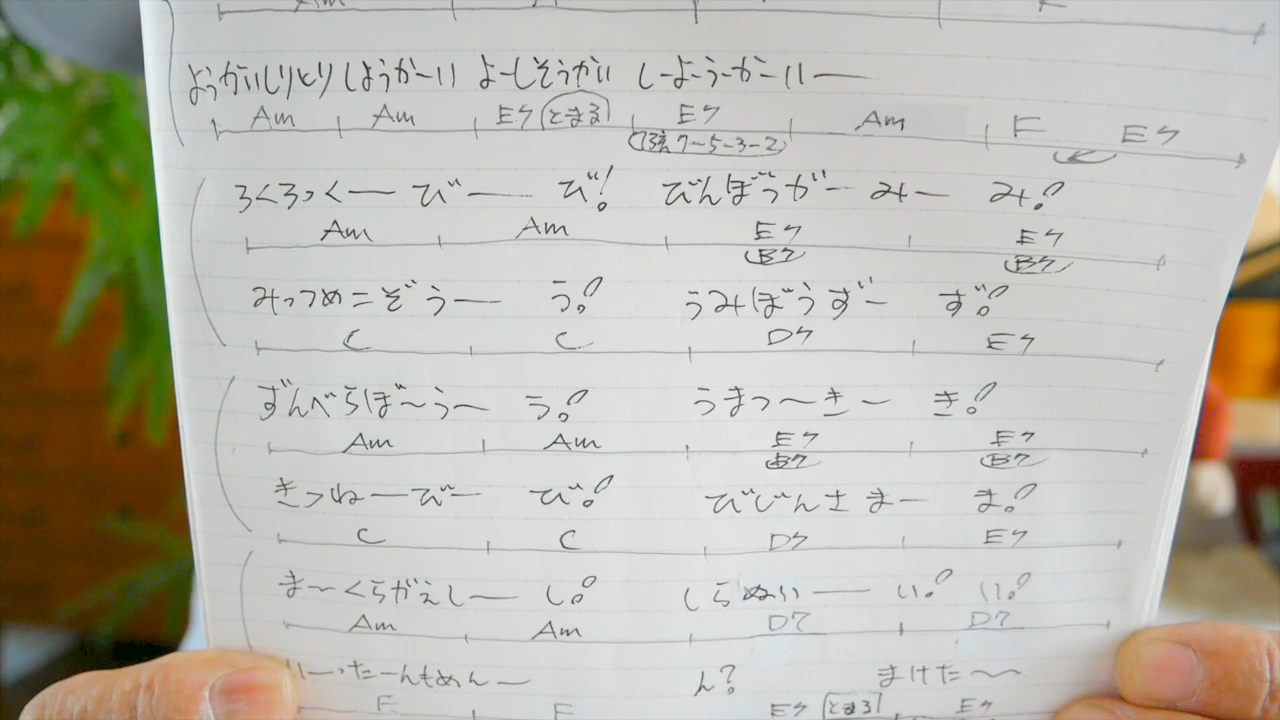 Am
ようかいしりとり しようかーい よーしそうかい しーよーうーかーいー
Am Am E7 とまる E7 Am F E7
1弦 7-5-3-2
ろくろっくーびー び! びんぼうがーみー み!
Am Am E7 E7
B7 B7
みっつめこぞうー う! うみぼうずー ず!
C C D7 E7
ずんべらぼ〜う〜 う! うまつ〜きー き!
Am Am E7 E7
B7 B7
きつねーびー び! びじんさまー ま!
C C D7 E7
ま〜くらがえしー し! しらぬいー い! い!
Am Am D7 D7
いーったーんもめんー ん? まけた〜〜
F F E7 とまる E7